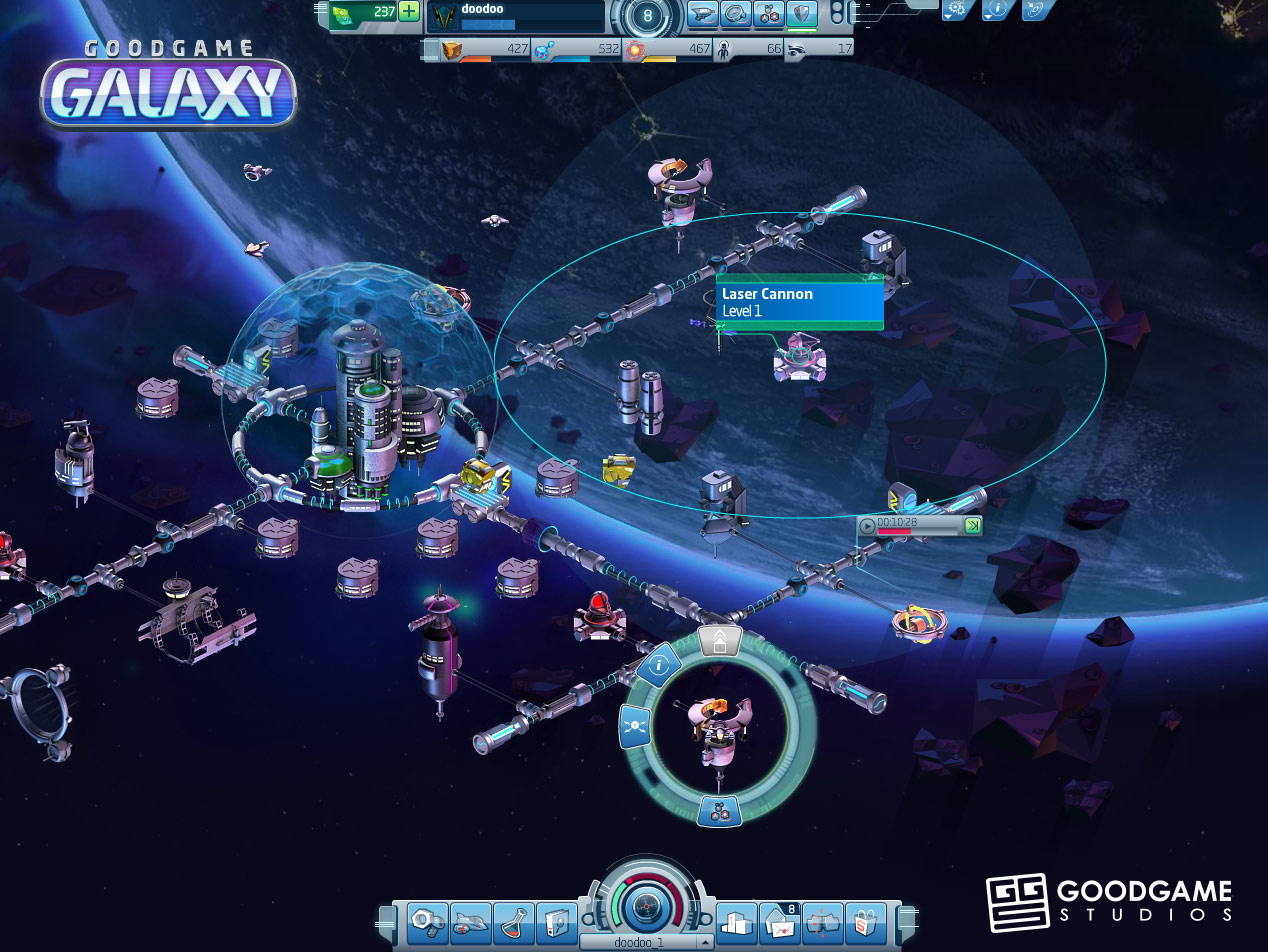 237
doodoo
8
427
532
467
66
17
GOODGAME
GALAXY
Laser Cannon
Level 1
00:10:28
8
doodoo_1
GGS
GOODGAME
STUDIOS